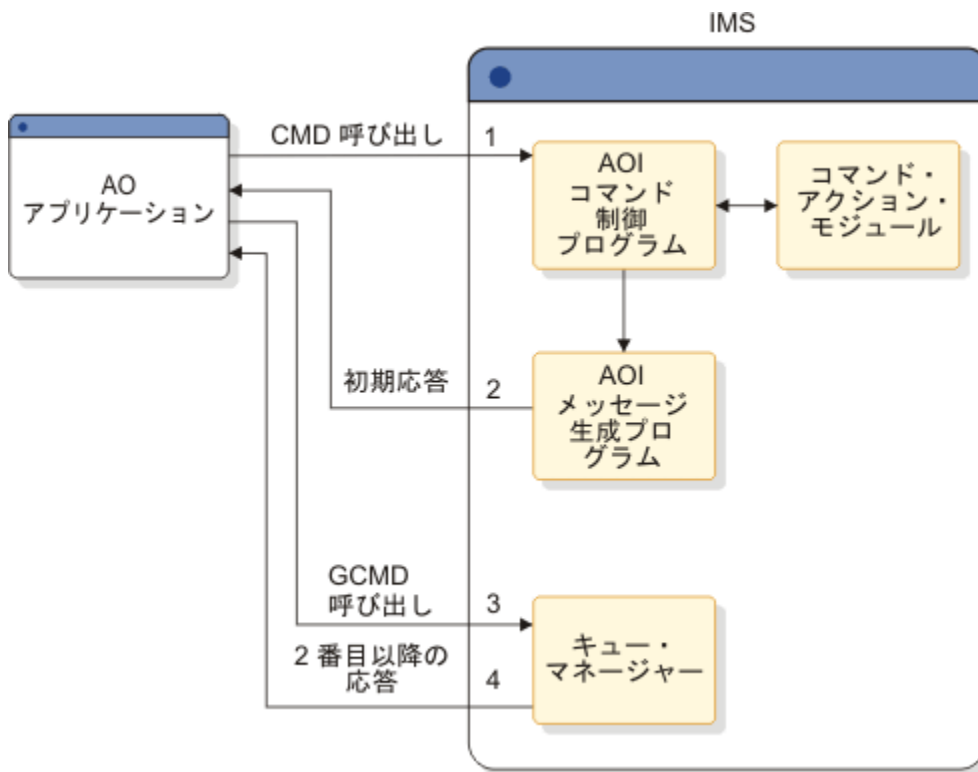 IMS
CMD 呼び出し
1
AO
アプリケーション
AOI
コマンド
制御
プログラム
コマンド・
アクション・
モジュール
初期応答
2
AOI
メッセージ
生成プロ
グラム
GCMD
呼び出し
3
2 番目以降の
応答
4
キュー・
マネージャー